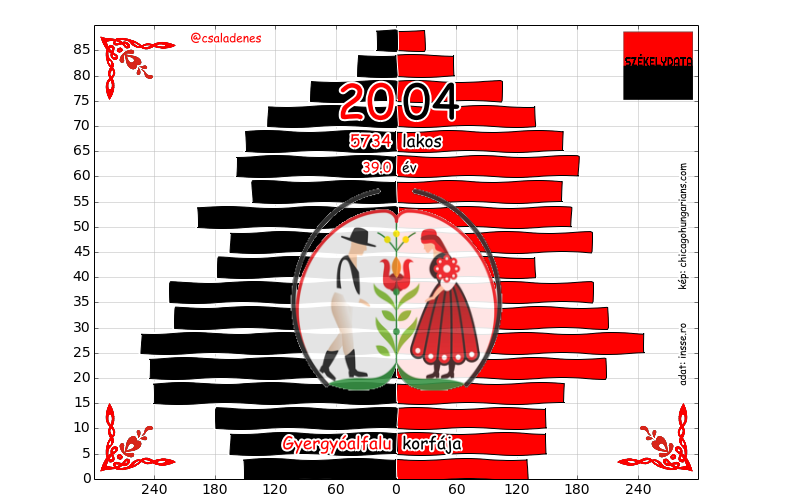 @csaladenes
SZÉKELYDATA
2004
5734 lakos
39.0 év
Gyergyóalfalu korfája
kép: chicagohungarians.com
adat: insse.ro
85
80
75
70
65
60
55
50
45
40
35
30
25
20
15
10
5
0
240 180 120 60 0 60 120 180 240